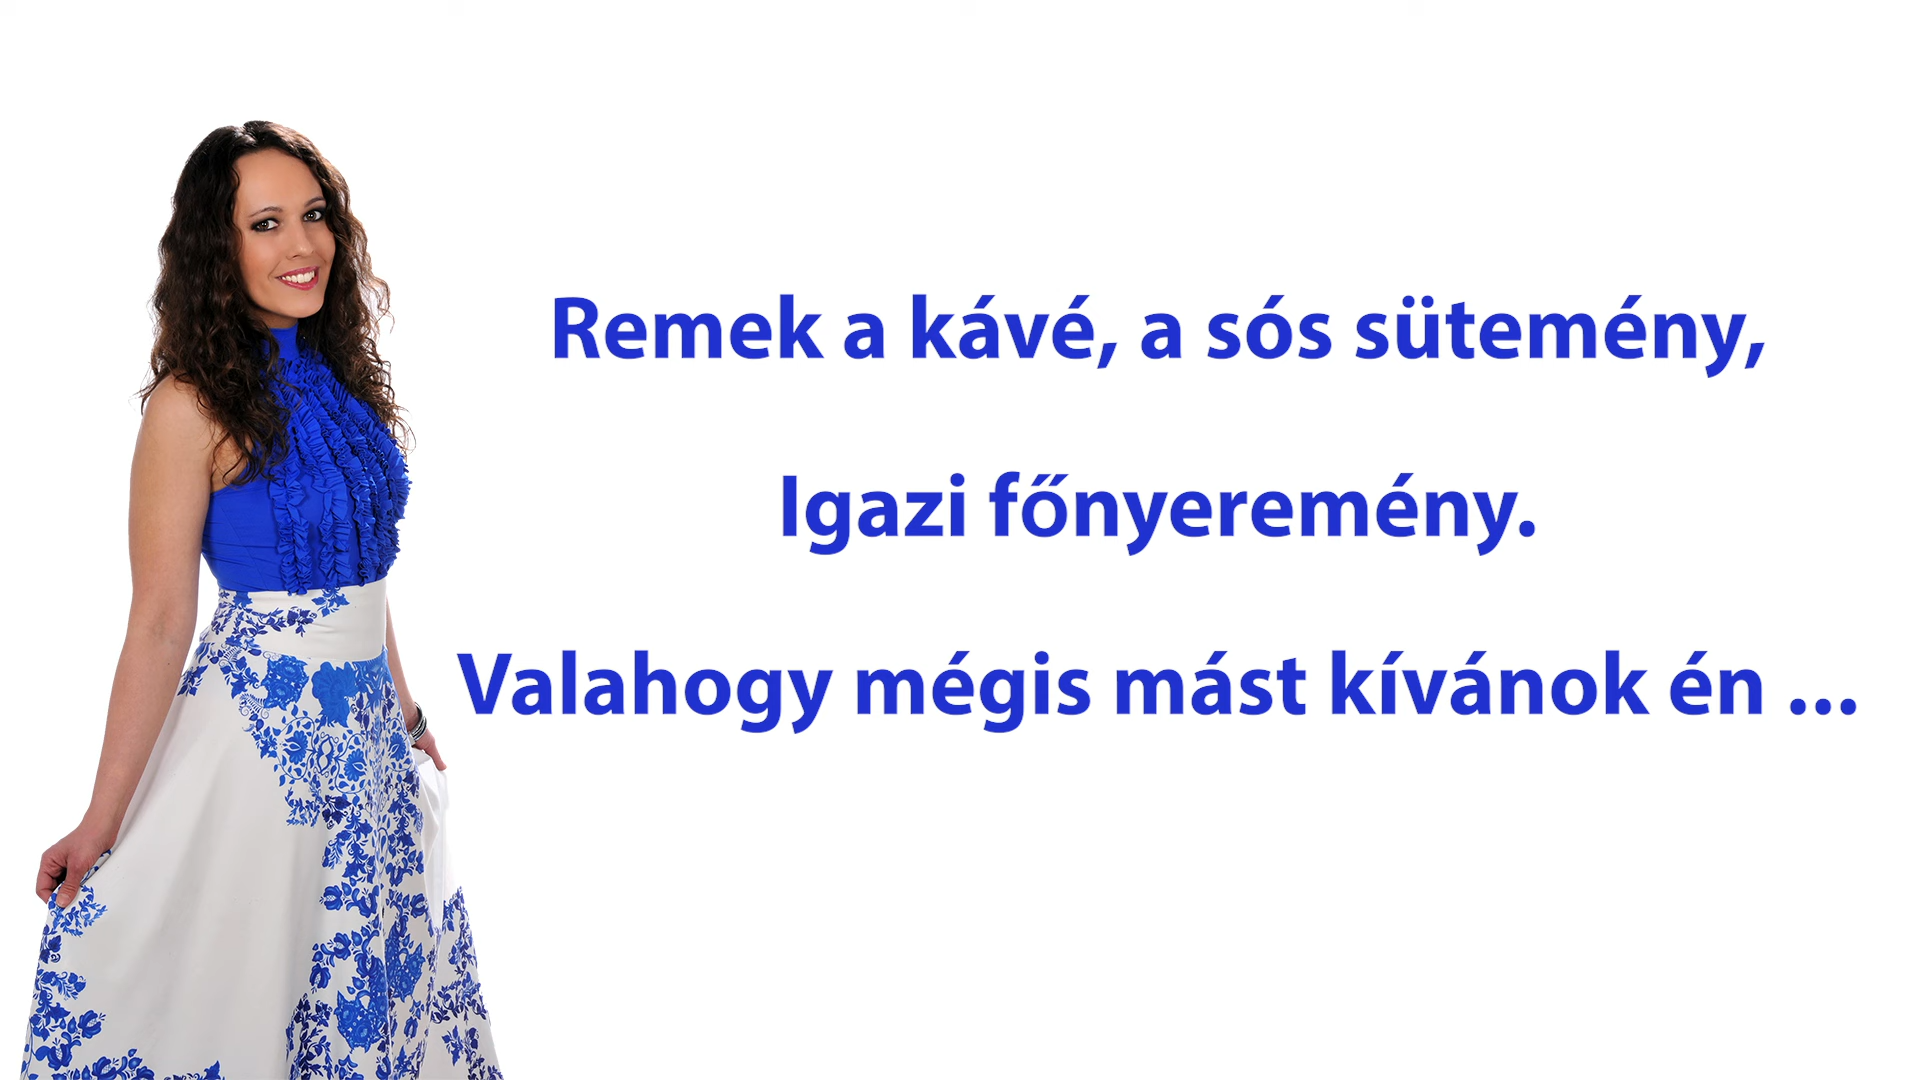 Remek a kávé, a sós sütemény,
Igazi főnyeremény.
Valahogy mégis mást kívánok én ...